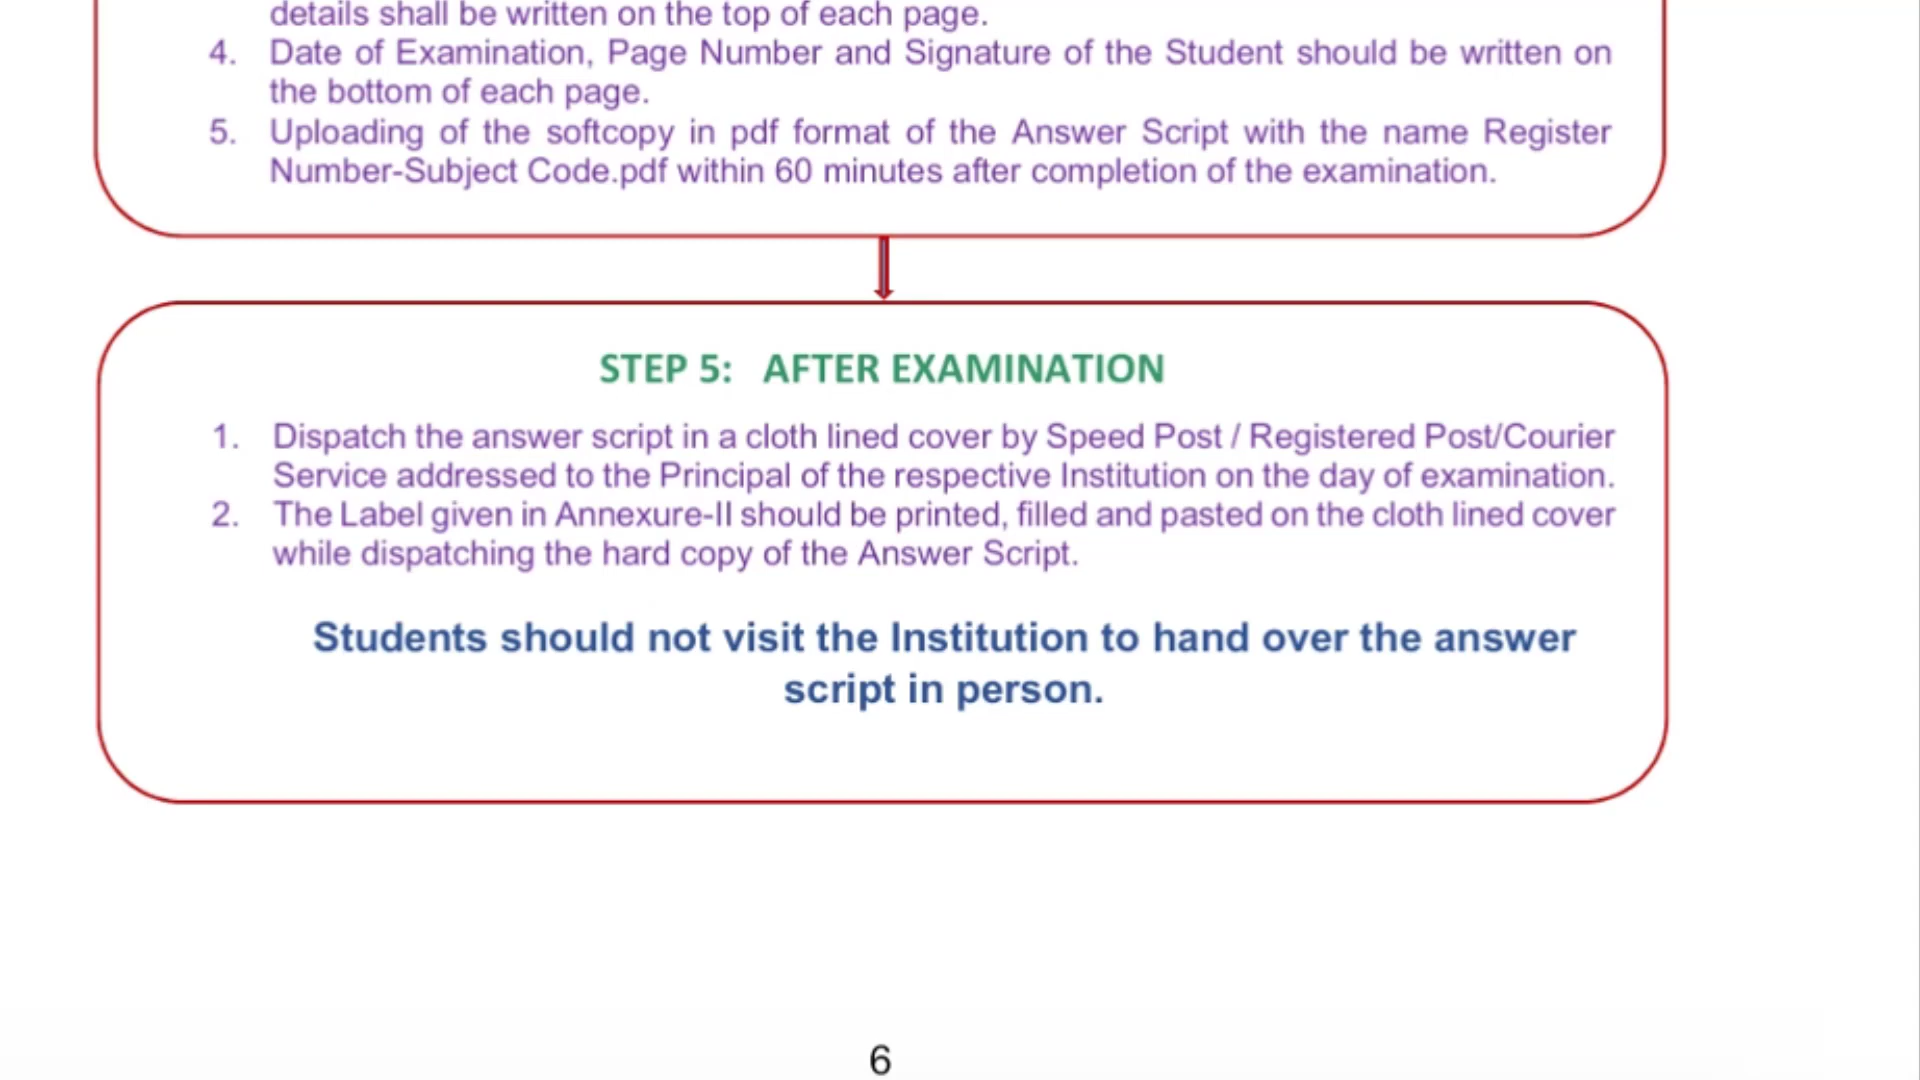 details shall be written on the top of each page.
4. Date of Examination, Page Number and Signature of the Student should be written on
the bottom of each page.
5. Uploading of the softcopy in pdf format of the Answer Script with the name Register
Number-Subject Code.pdf within 60 minutes after completion of the examination.
STEP 5: AFTER EXAMINATION
1. Dispatch the answer script in a cloth lined cover by Speed Post / Registered Post/Courier
Service addressed to the Principal of the respective Institution on the day of examination.
2. The Label given in Annexure-II should be printed, filled and pasted on the cloth lined cover
while dispatching the hard copy of the Answer Script.
Students should not visit the Institution to hand over the answer
script in person.
6